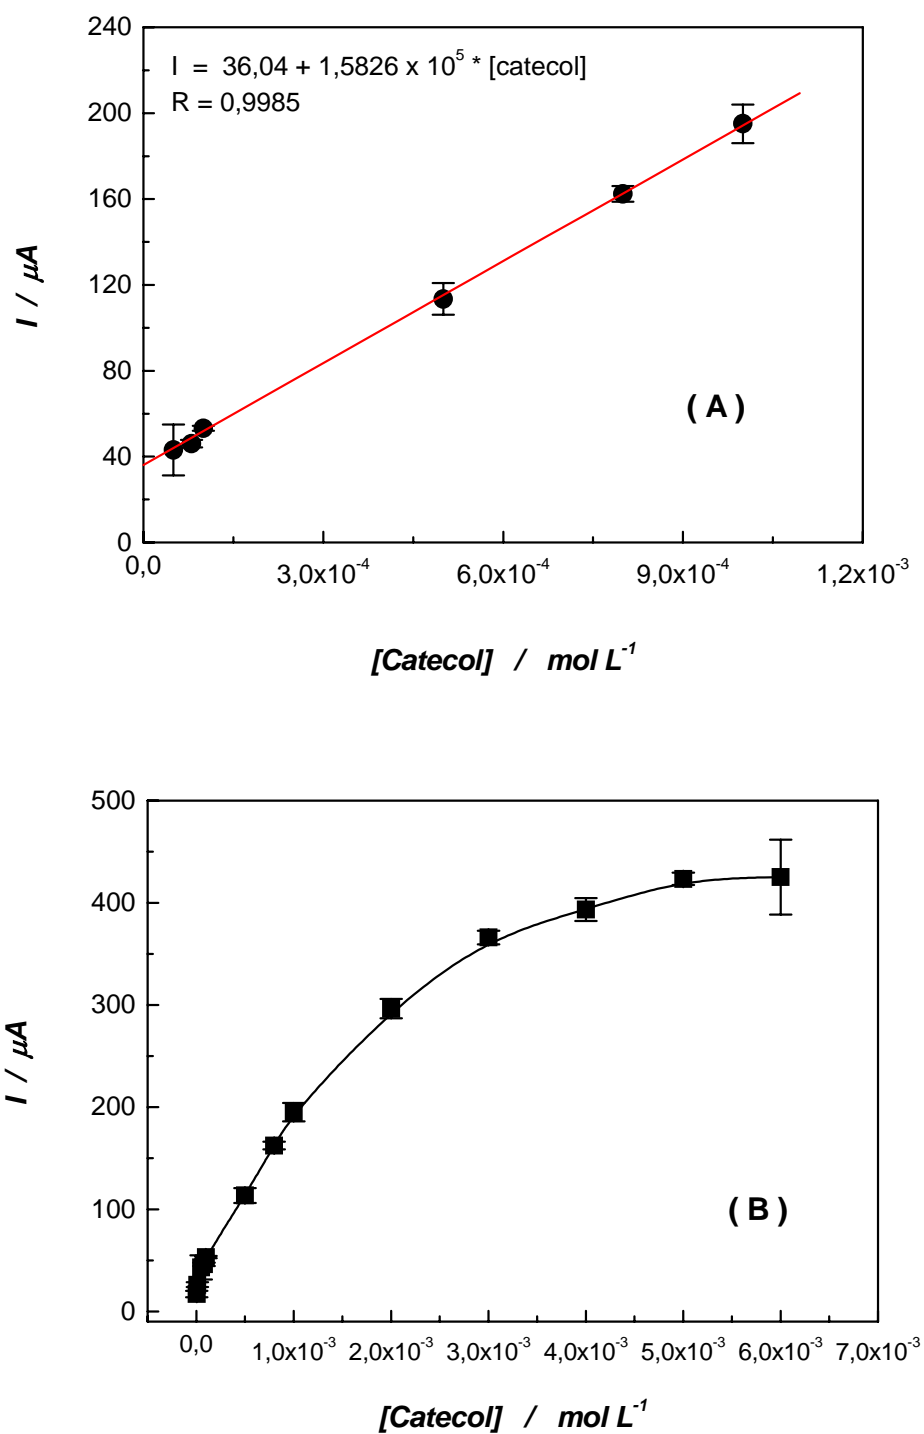 240
I = 36,04 + 1,5826 x 10⁵ * [catecol]
R = 0,9985
200
160
120
80
40
0
I / µA
( A )
0,0 3,0x10⁻⁴ 6,0x10⁻⁴ 9,0x10⁻⁴ 1,2x10⁻³
[Catecol] / mol L⁻¹
500
400
300
200
100
0
I / µA
( B )
0,0 1,0x10⁻³ 2,0x10⁻³ 3,0x10⁻³ 4,0x10⁻³ 5,0x10⁻³ 6,0x10⁻³ 7,0x10⁻³
[Catecol] / mol L⁻¹